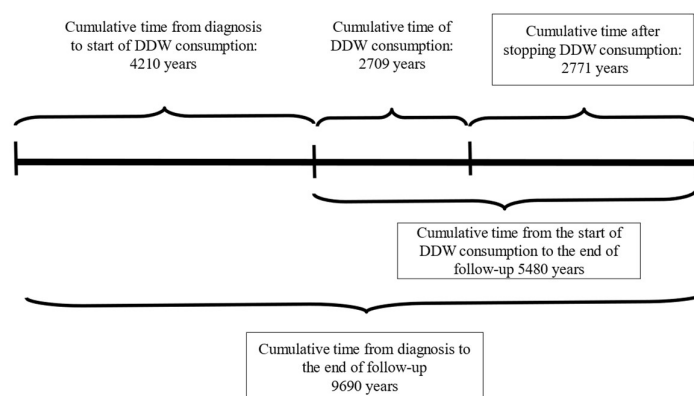 Cumulative time from diagnosis
to start of DDW consumption:
4210 years
Cumulative time of
DDW consumption:
2709 years
Cumulative time after
stopping DDW consumption:
2771 years
Cumulative time from the start of
DDW consumption to the end of
follow-up 5480 years
Cumulative time from diagnosis to
the end of follow-up
9690 years